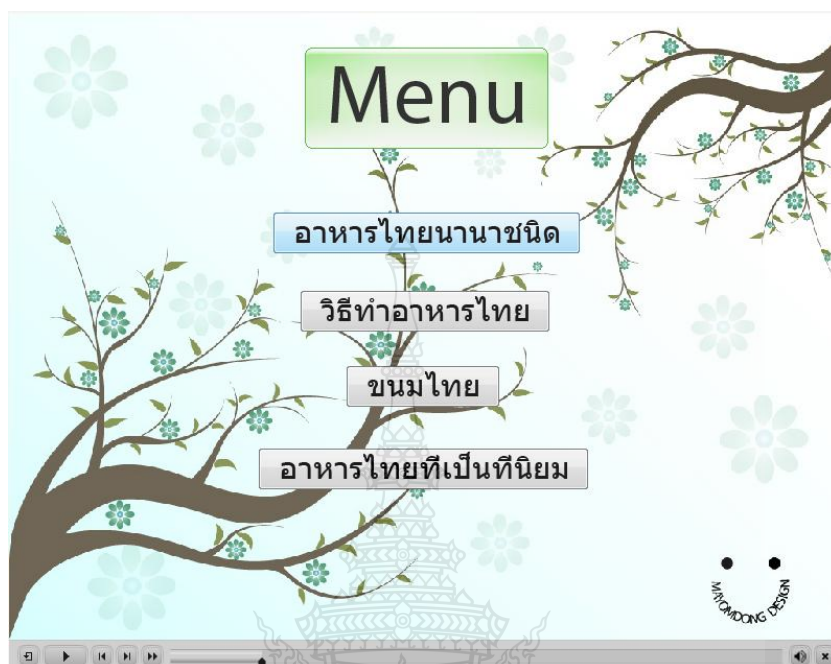 Menu
อาหารไทยนานาชนิด
วิธีทำอาหารไทย
ขนมไทย
อาหารไทยที่เป็นที่นิยม
MAYOMDONG DESIGN